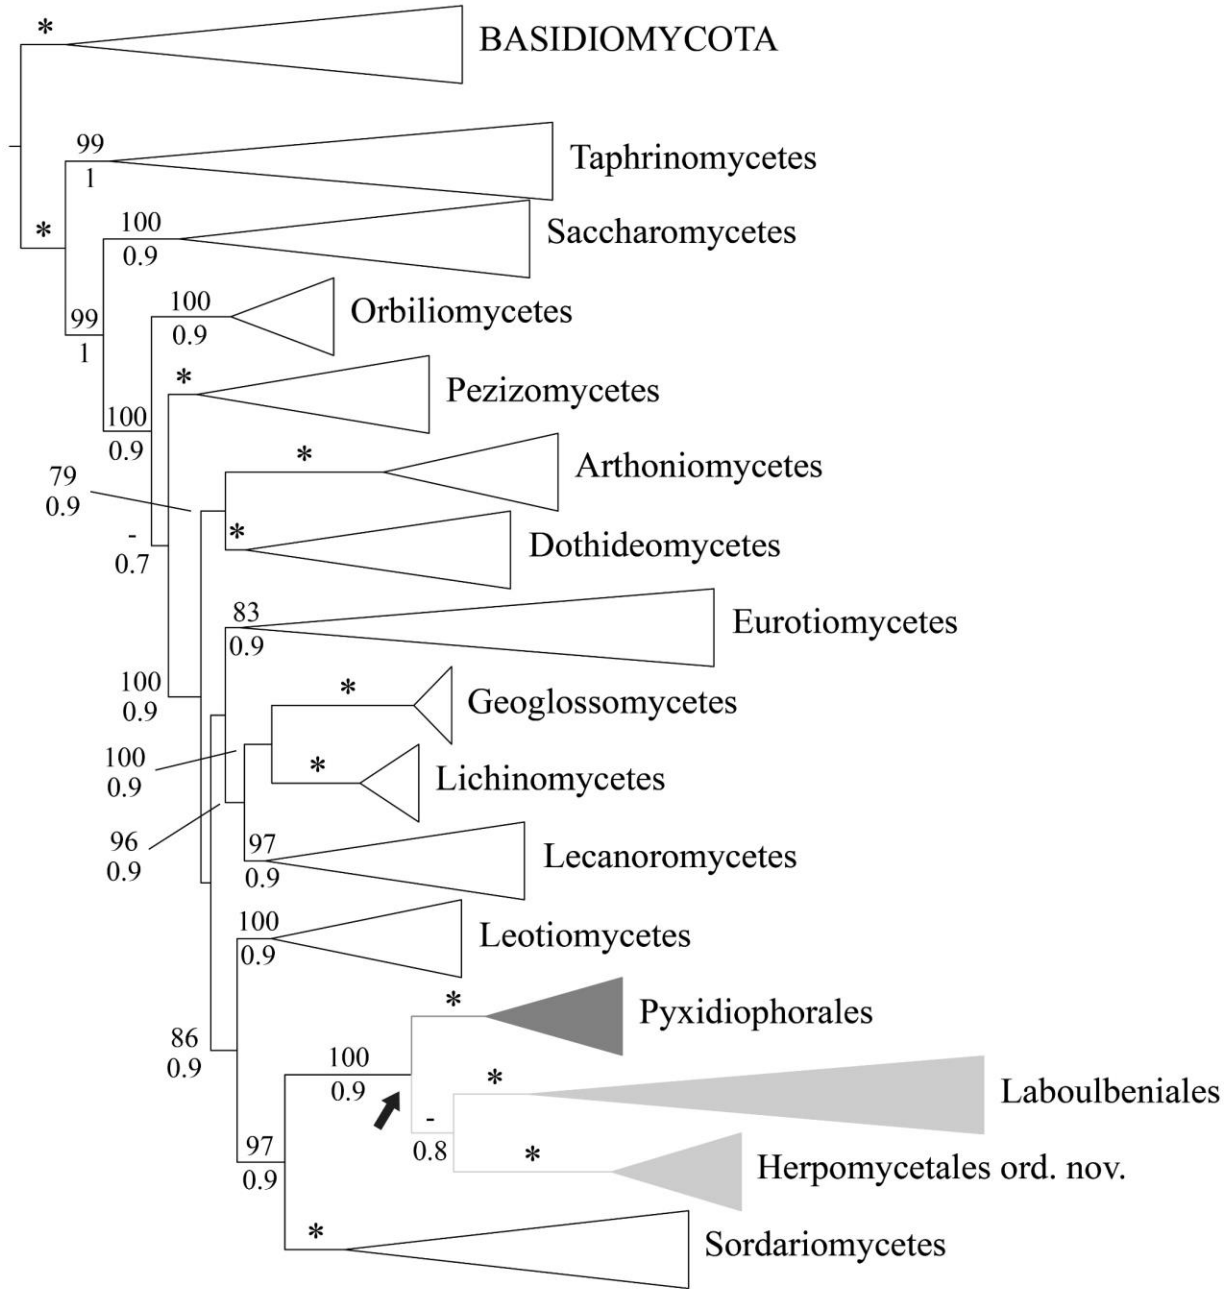 *
BASIDIOMYCOTA
99
1
Taphrinomycetes
*
100
0.9
Saccharomycetes
99
1
100
0.9
Orbiliomycetes
*
Pezizomycetes
100
0.9
79
0.9
*
Arthoniomycetes
-
0.7
*
Dothideomycetes
83
0.9
Eurotiomycetes
100
0.9
*
Geoglossomycetes
100
0.9
*
Lichinomycetes
96
0.9
97
0.9
Lecanoromycetes
100
0.9
Leotiomycetes
86
0.9
*
Pyxidiophorales
100
0.9
*
Laboulbeniales
-
0.8
*
Herpomycetales ord. nov.
97
0.9
*
Sordariomycetes